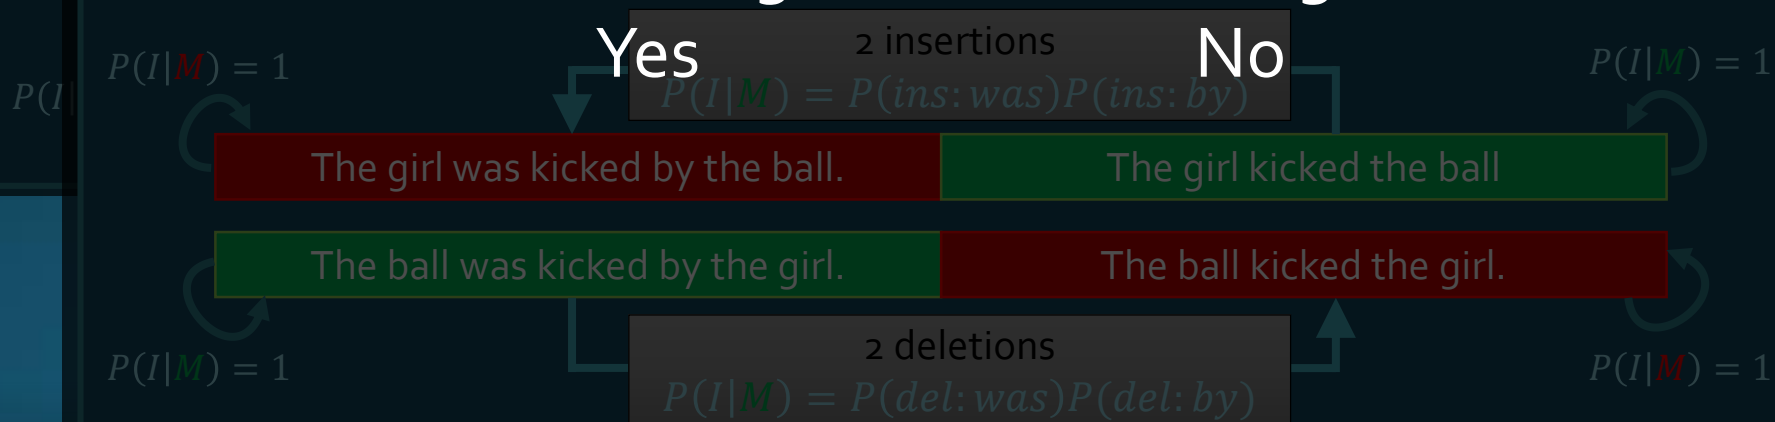 Yes No
2 insertions
P(I|M) = 1
P(I|M) = 1
P(I|
P(I|M) = P(ins: was)P(ins: by)
The girl was kicked by the ball. The girl kicked the ball
The ball was kicked by the girl. The ball kicked the girl.
2 deletions
P(I|M) = 1
P(I|M) = 1
P(I|M) = P(del: was)P(del: by)